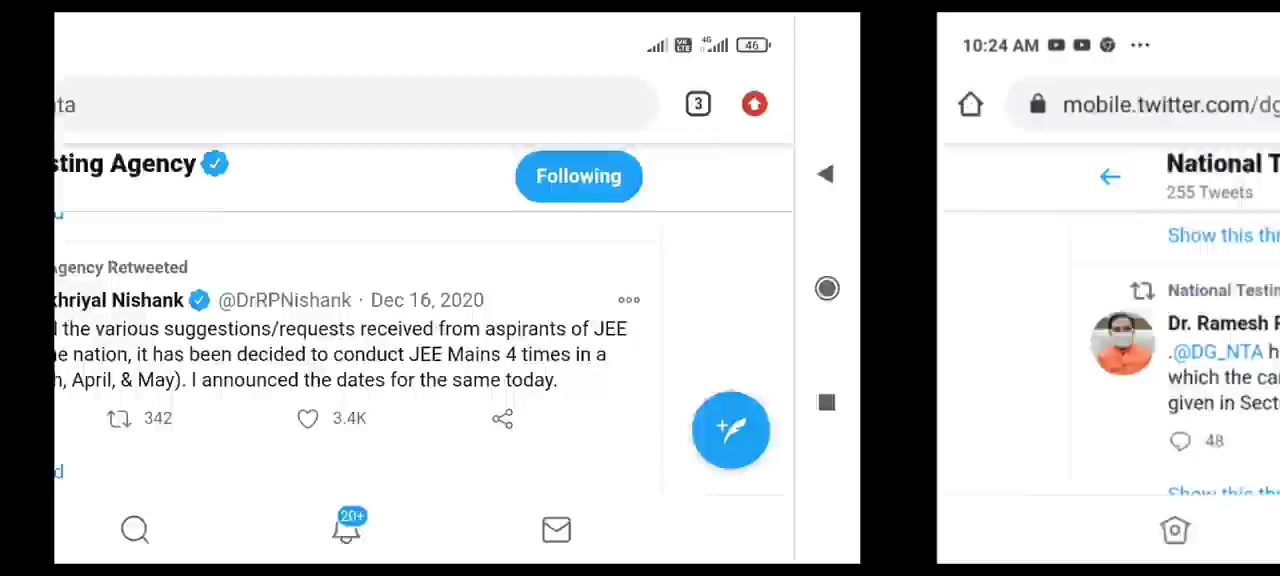 46
ta
3
sting Agency
Following
Agency Retweeted
khriyal Nishank @DrRPNishank · Dec 16, 2020
the various suggestions/requests received from aspirants of JEE
nation, it has been decided to conduct JEE Mains 4 times in a
h, April, & May). I announced the dates for the same today.
342
3.4K
d
20+
10:24 AM
mobile.twitter.com/dg
National T
255 Tweets
Show this thr
National Testin
Dr. Ramesh P
.@DG_NTA h
which the ca
given in Sect
48
Show this thr